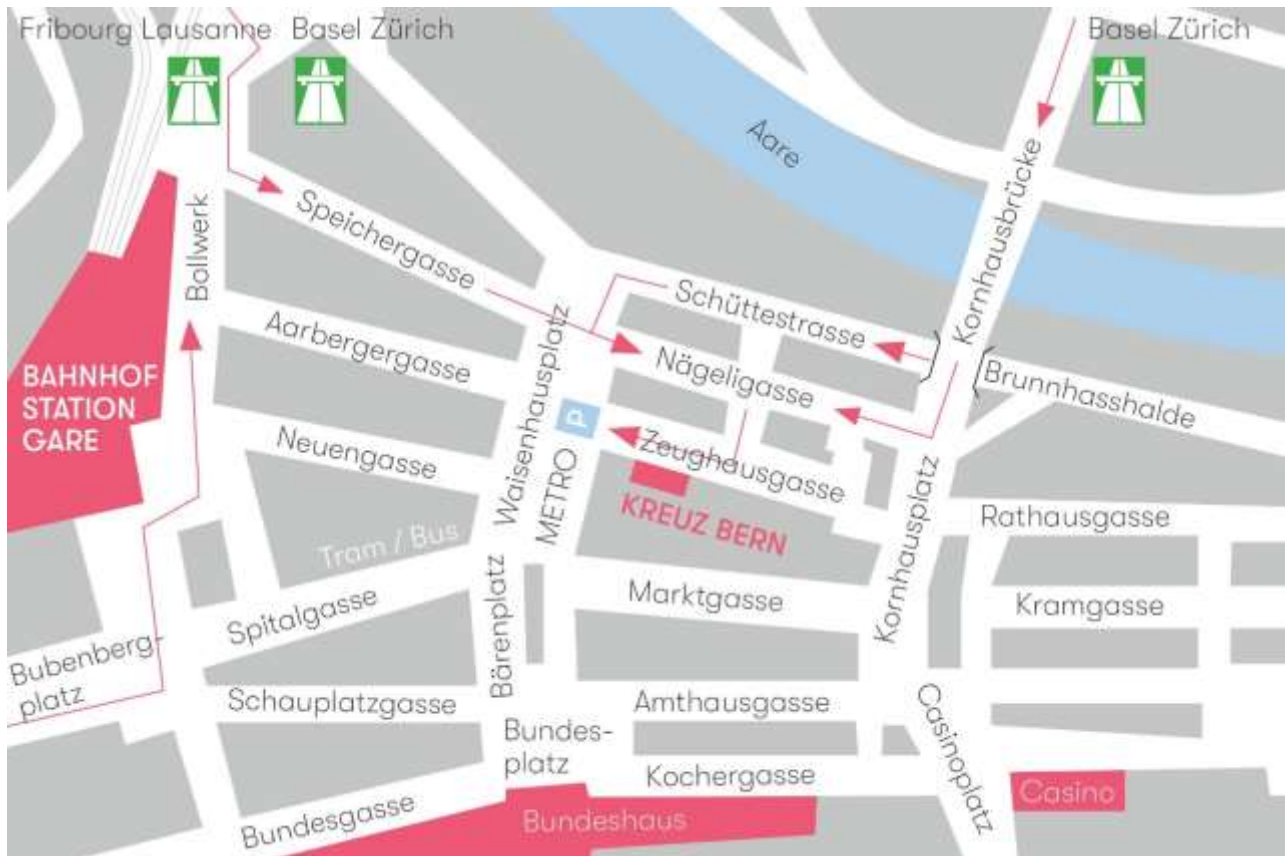 Fribourg Lausanne
Basel Zürich
Basel Zürich
Aare
Kornhausbrücke
Speichergasse
Bollwerk
Schüttestrasse
Aarbergergasse
Nägeligasse
Brunnhasshalde
BAHNHOF
STATION
GARE
Waisenhausplatz
P
METRO
Neuengasse
Zeughausgasse
KREUZ BERN
Kornhausplatz
Rathausgasse
Tram / Bus
Spitalgasse
Marktgasse
Kramgasse
Bärenplatz
Bubenberg-
platz
Schauplatzgasse
Amthausgasse
Bundes-
platz
Casinoplatz
Kochergasse
Casino
Bundesgasse
Bundeshaus